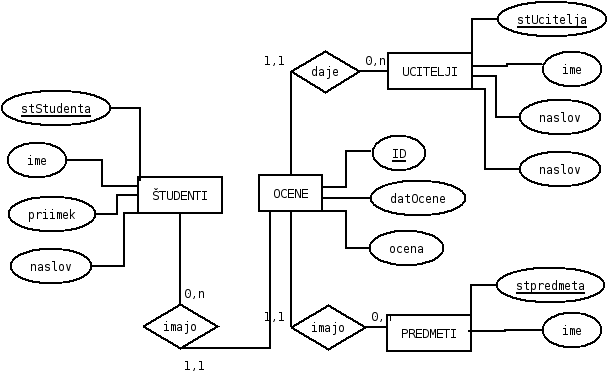 stUcitelja
1,1
0,n
daje
UCITELJI
ime
stStudenta
naslov
ID
ime
naslov
ŠTUDENTI
OCENE
datOcene
priimek
ocena
naslov
stpredmeta
0,n
1,1
0,n
imajo
imajo
PREDMETI
ime
1,1